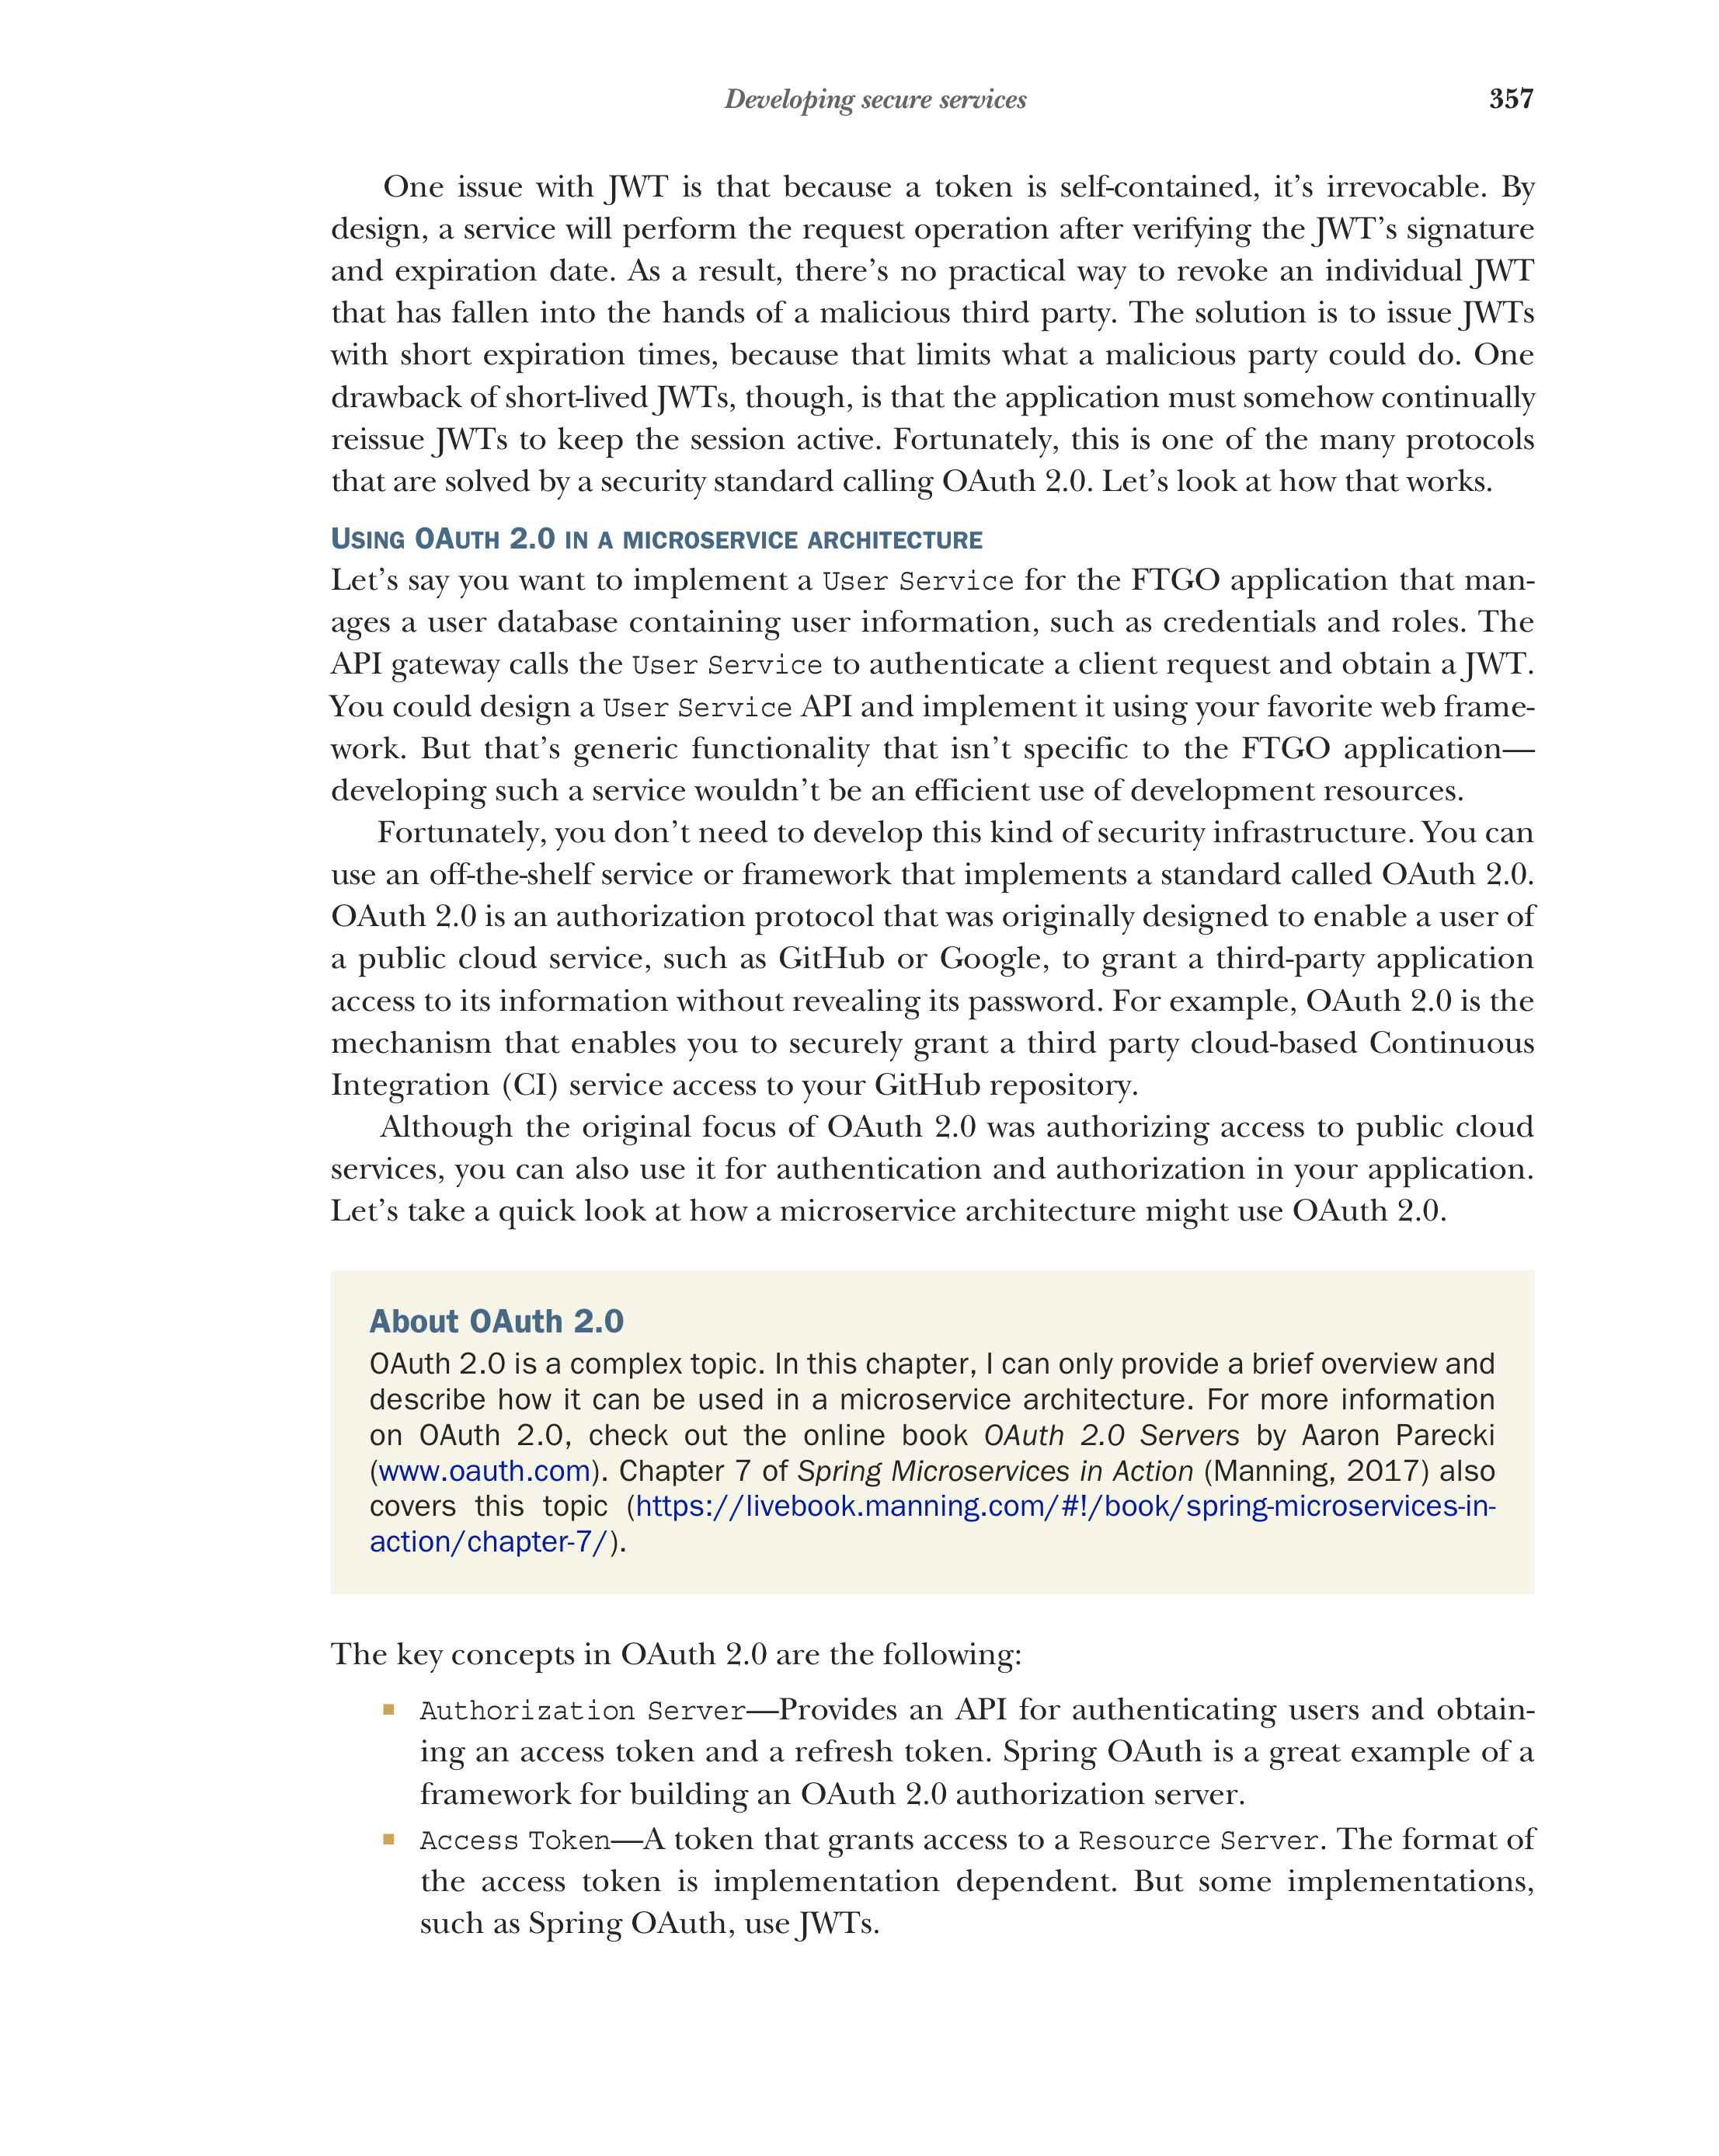 Developing secure services 357
One issue with JWT is that because a token is self-contained, it's irrevocable. By
design, a service will perform the request operation after verifying the JWT's signature
and expiration date. As a result, there's no practical way to revoke an individual JWT
that has fallen into the hands of a malicious third party. The solution is to issue JWTs
with short expiration times, because that limits what a malicious party could do. One
drawback of short-lived JWTs, though, is that the application must somehow continually
reissue JWTs to keep the session active. Fortunately, this is one of the many protocols
that are solved by a security standard calling OAuth 2.0. Let's look at how that works.
USING OAUTH 2.0 IN A MICROSERVICE ARCHITECTURE
Let's say you want to implement a User Service for the FTGO application that man-
ages a user database containing user information, such as credentials and roles. The
API gateway calls the User Service to authenticate a client request and obtain a JWT.
You could design a User Service API and implement it using your favorite web frame-
work. But that's generic functionality that isn't specific to the FTGO application—
developing such a service wouldn't be an efficient use of development resources.
Fortunately, you don't need to develop this kind of security infrastructure. You can
use an off-the-shelf service or framework that implements a standard called OAuth 2.0.
OAuth 2.0 is an authorization protocol that was originally designed to enable a user of
a public cloud service, such as GitHub or Google, to grant a third-party application
access to its information without revealing its password. For example, OAuth 2.0 is the
mechanism that enables you to securely grant a third party cloud-based Continuous
Integration (CI) service access to your GitHub repository.
Although the original focus of OAuth 2.0 was authorizing access to public cloud
services, you can also use it for authentication and authorization in your application.
Let's take a quick look at how a microservice architecture might use OAuth 2.0.
About OAuth 2.0
OAuth 2.0 is a complex topic. In this chapter, I can only provide a brief overview and
describe how it can be used in a microservice architecture. For more information
on OAuth 2.0, check out the online book OAuth 2.0 Servers by Aaron Parecki
(www.oauth.com). Chapter 7 of Spring Microservices in Action (Manning, 2017) also
covers this topic (https://livebook.manning.com/#!/book/spring-microservices-in-
action/chapter-7/).
The key concepts in OAuth 2.0 are the following:
■ Authorization Server—Provides an API for authenticating users and obtain-
ing an access token and a refresh token. Spring OAuth is a great example of a
framework for building an OAuth 2.0 authorization server.
■ Access Token—A token that grants access to a Resource Server. The format of
the access token is implementation dependent. But some implementations,
such as Spring OAuth, use JWTs.